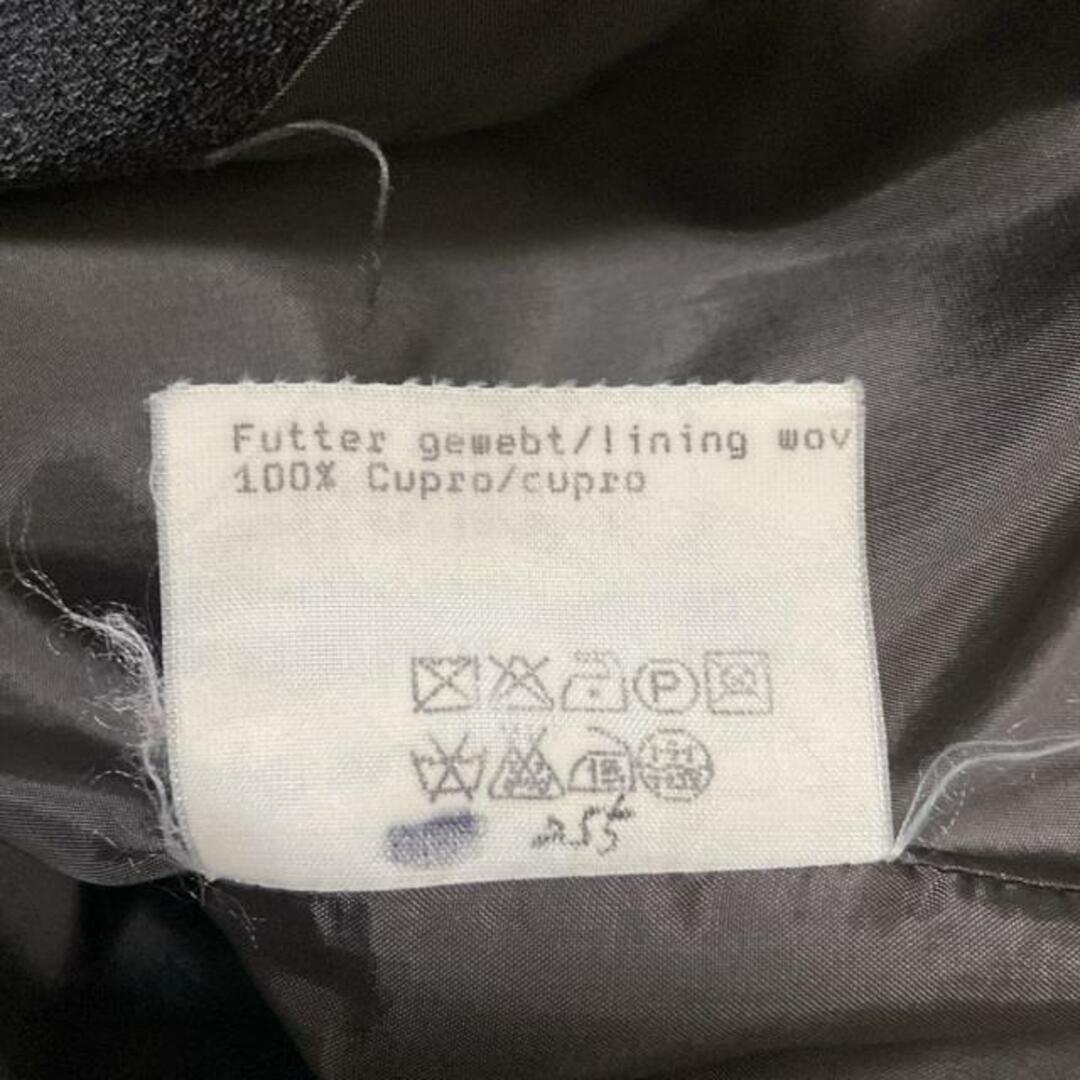 Futter gewebt/lining wov
100% Cupro/cupro
P
255